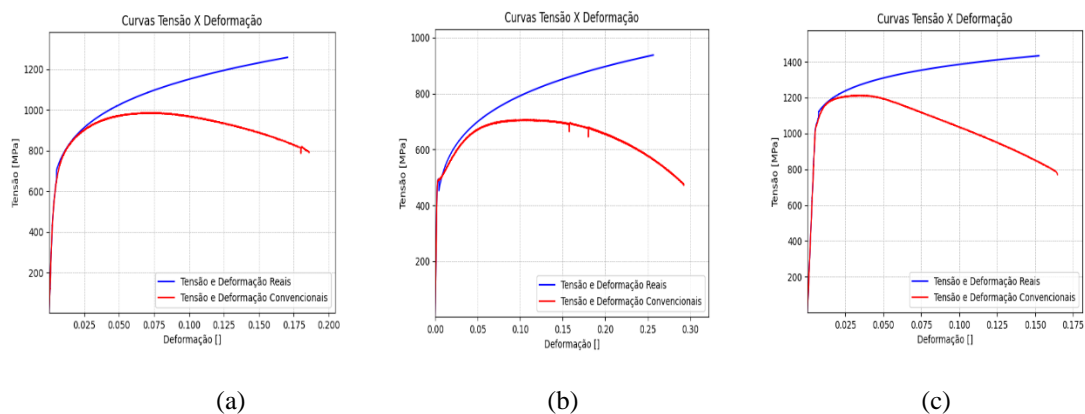 Curvas Tensão X Deformação
1200
1000
800
600
400
200
Tensão [MPa]
0.025 0.050 0.075 0.100 0.125 0.150 0.175 0.200
Deformação []
Tensão e Deformação Reais
Tensão e Deformação Convencionais
(a)
Curvas Tensão X Deformação
1000
800
600
400
200
Tensão [MPa]
0.00 0.05 0.10 0.15 0.20 0.25 0.30
Deformação []
Tensão e Deformação Reais
Tensão e Deformação Convencionais
(b)
Curvas Tensão X Deformação
1400
1200
1000
800
600
400
200
Tensão [MPa]
0.025 0.050 0.075 0.100 0.125 0.150 0.175
Deformação []
Tensão e Deformação Reais
Tensão e Deformação Convencionais
(c)